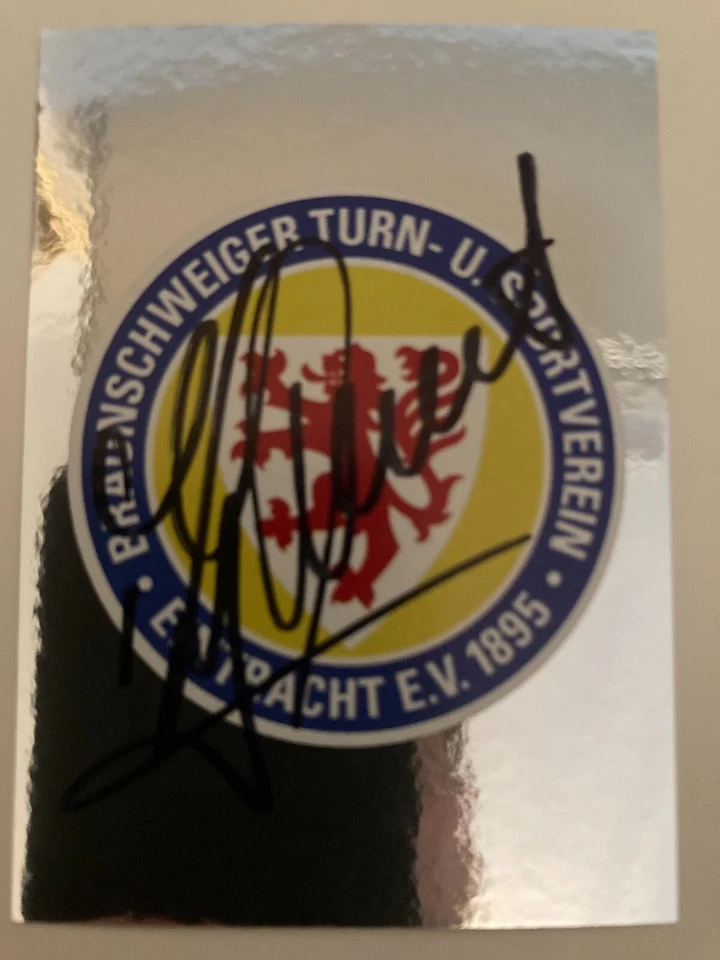 BRAUNSCHWEIGER TURN- U. SPORTVEREIN
• EINTRACHT E.V. 1895 •